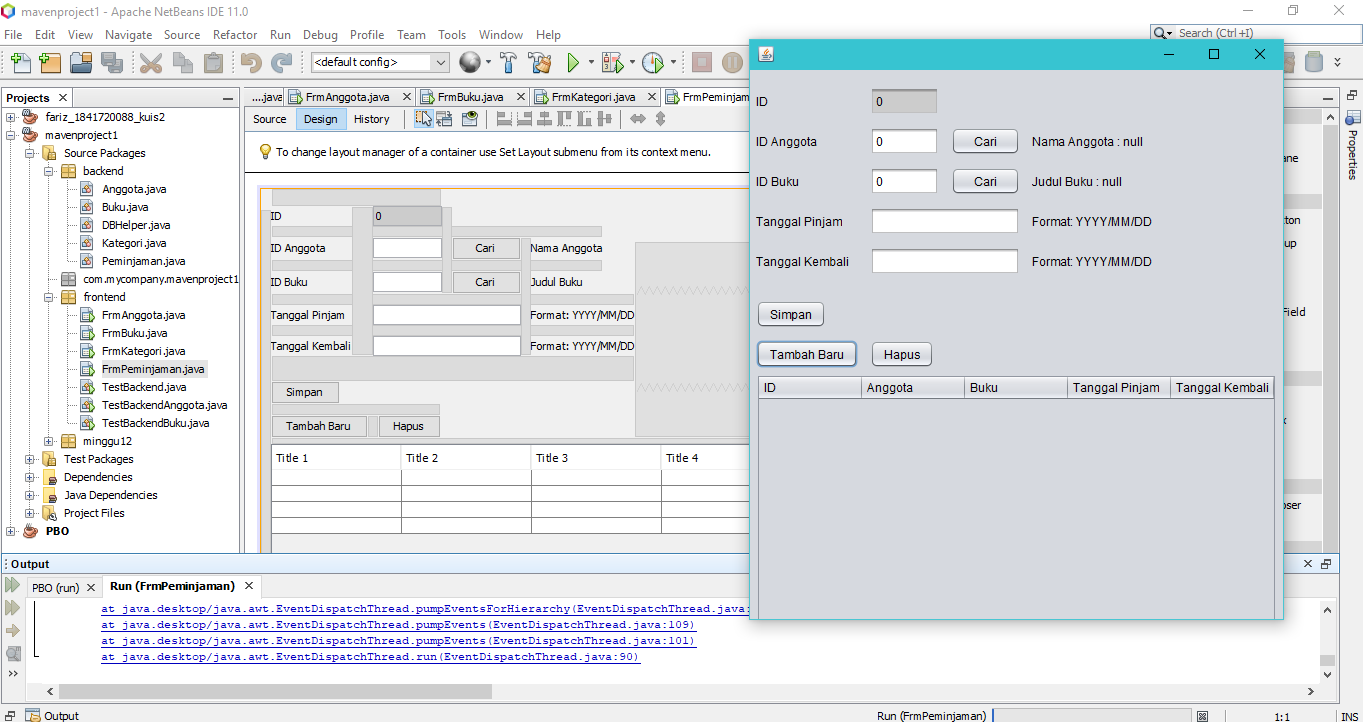 mavenproject1 - Apache NetBeans IDE 11.0
File Edit View Navigate Source Refactor Run Debug Profile Team Tools Window Help
Search (Ctrl+I)
<default config>
Projects
fariz_1841720088_kuis2
mavenproject1
Source Packages
backend
Anggota.java
Buku.java
DBHelper.java
Kategori.java
Peminjaman.java
com.mycompany.mavenproject1
frontend
FrmAnggota.java
FrmBuku.java
FrmKategori.java
FrmPeminjaman.java
TestBackend.java
TestBackendAnggota.java
TestBackendBuku.java
minggu12
Test Packages
Dependencies
Java Dependencies
Project Files
PBO
....java FrmAnggota.java FrmBuku.java FrmKategori.java FrmPeminjam
Source Design History
To change layout manager of a container use Set Layout submenu from its context menu.
ID 0
ID Anggota Cari Nama Anggota
ID Buku Cari Judul Buku
Tanggal Pinjam Format: YYYY/MM/DD
Tanggal Kembali Format: YYYY/MM/DD
Simpan
Tambah Baru Hapus
Title 1 Title 2 Title 3 Title 4
ID 0
ID Anggota 0 Cari Nama Anggota : null
ID Buku 0 Cari Judul Buku : null
Tanggal Pinjam Format: YYYY/MM/DD
Tanggal Kembali Format: YYYY/MM/DD
Simpan
Tambah Baru Hapus
ID Anggota Buku Tanggal Pinjam Tanggal Kembali
Properties
ane
ton
up
Field
oser
Output
PBO (run) Run (FrmPeminjaman)
at java.desktop/java.awt.EventDispatchThread.pumpEventsForHierarchy(EventDispatchThread.java:
at java.desktop/java.awt.EventDispatchThread.pumpEvents(EventDispatchThread.java:109)
at java.desktop/java.awt.EventDispatchThread.pumpEvents(EventDispatchThread.java:101)
at java.desktop/java.awt.EventDispatchThread.run(EventDispatchThread.java:90)
Output Run (FrmPeminjaman) 1:1 INS